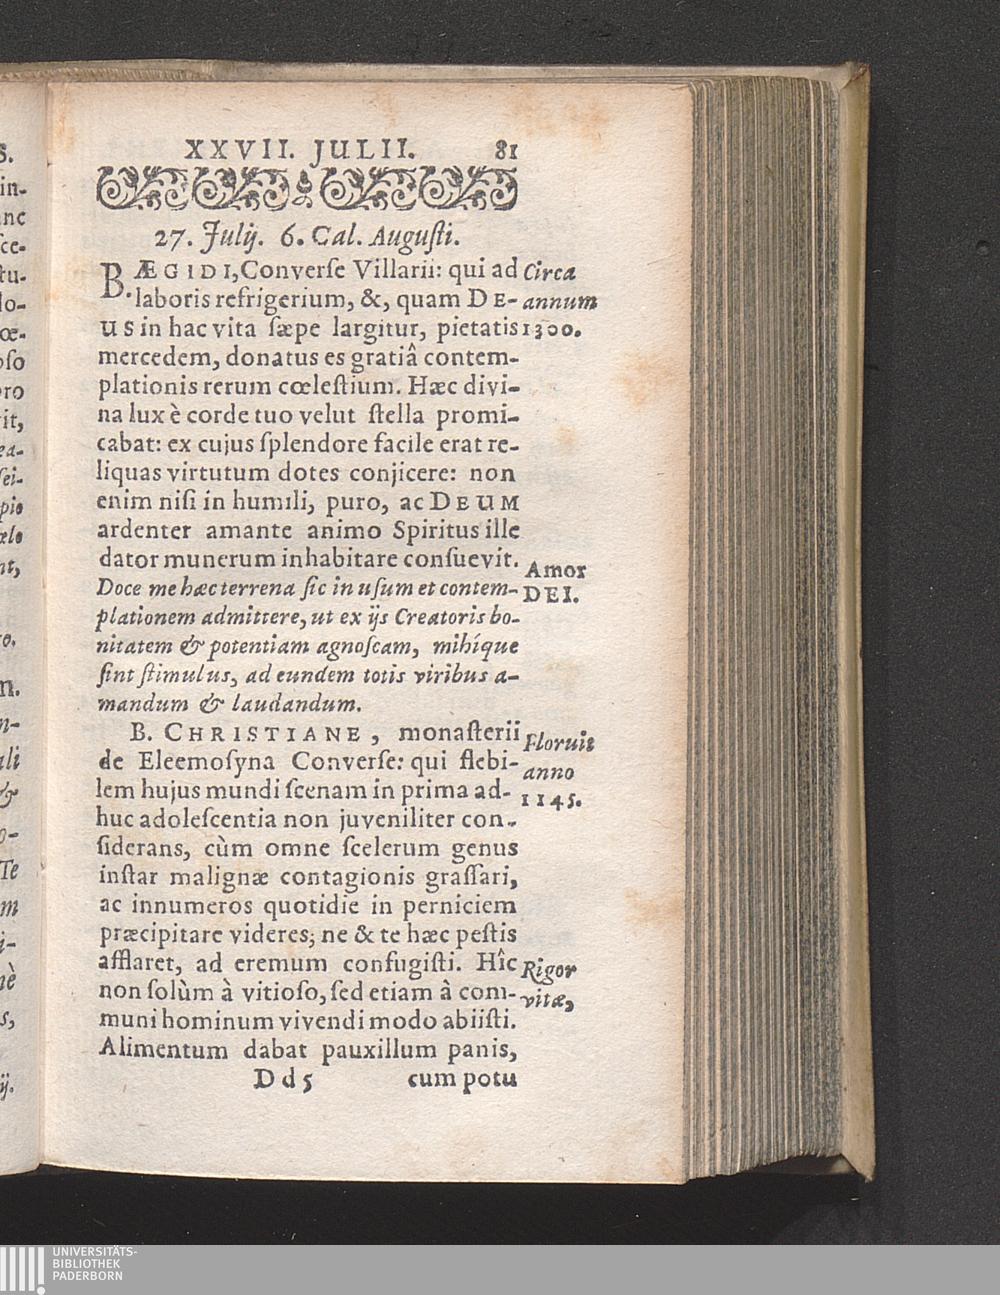 XXVII. JULII. 81
27. Julij. 6. Cal. Augusti.
B. ÆGIDI, Converse Villarii: qui ad
laboris refrigerium, &, quam DE-
US in hac vita sæpe largitur, pietatis
mercedem, donatus es gratiâ contem-
plationis rerum cœlestium. Hæc divi-
na lux è corde tuo velut stella promi-
cabat: ex cujus splendore facile erat re-
liquas virtutum dotes conjicere: non
enim nisi in humili, puro, ac DEUM
ardenter amante animo Spiritus ille
dator munerum inhabitare consuevit.
Doce me hæc terrena sic in usum et contem-
plationem admittere, ut ex ijs Creatoris bo-
nitatem & potentiam agnoscam, mihíque
sint stimulus, ad eundem totis viribus a-
mandum & laudandum.
B. CHRISTIANE, monasterii
de Eleemosyna Converse: qui flebi-
lem hujus mundi scenam in prima ad-
huc adolescentia non juveniliter con-
siderans, cùm omne scelerum genus
instar malignæ contagionis grassari,
ac innumeros quotidie in perniciem
præcipitare videres; ne & te hæc pestis
afflaret, ad eremum confugisti. Hîc
non solùm à vitioso, sed etiam à com-
muni hominum vivendi modo abiisti.
Alimentum dabat pauxillum panis,
Dd5 cum potu
Circa
annum
1300.
Amor
DEI.
Floruit
anno
1145.
Rigor
vitæ,
UNIVERSITÄTS-
BIBLIOTHEK
PADERBORN